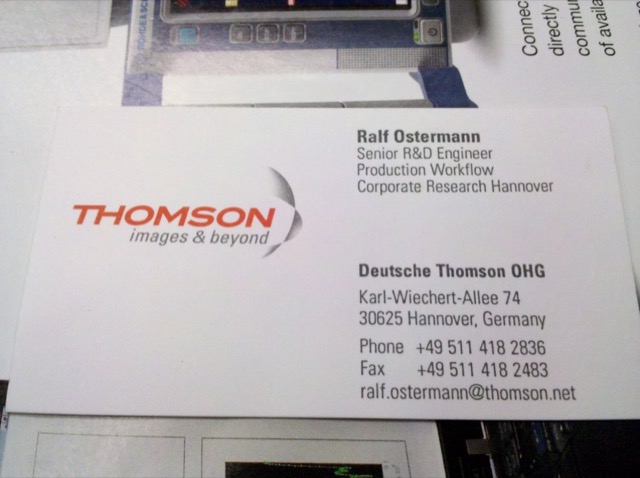 Connec
directly
commu
of availa
THOMSON
images & beyond
Ralf Ostermann
Senior R&D Engineer
Production Workflow
Corporate Research Hannover
Deutsche Thomson OHG
Karl-Wiechert-Allee 74
30625 Hannover, Germany
Phone +49 511 418 2836
Fax +49 511 418 2483
ralf.ostermann@thomson.net